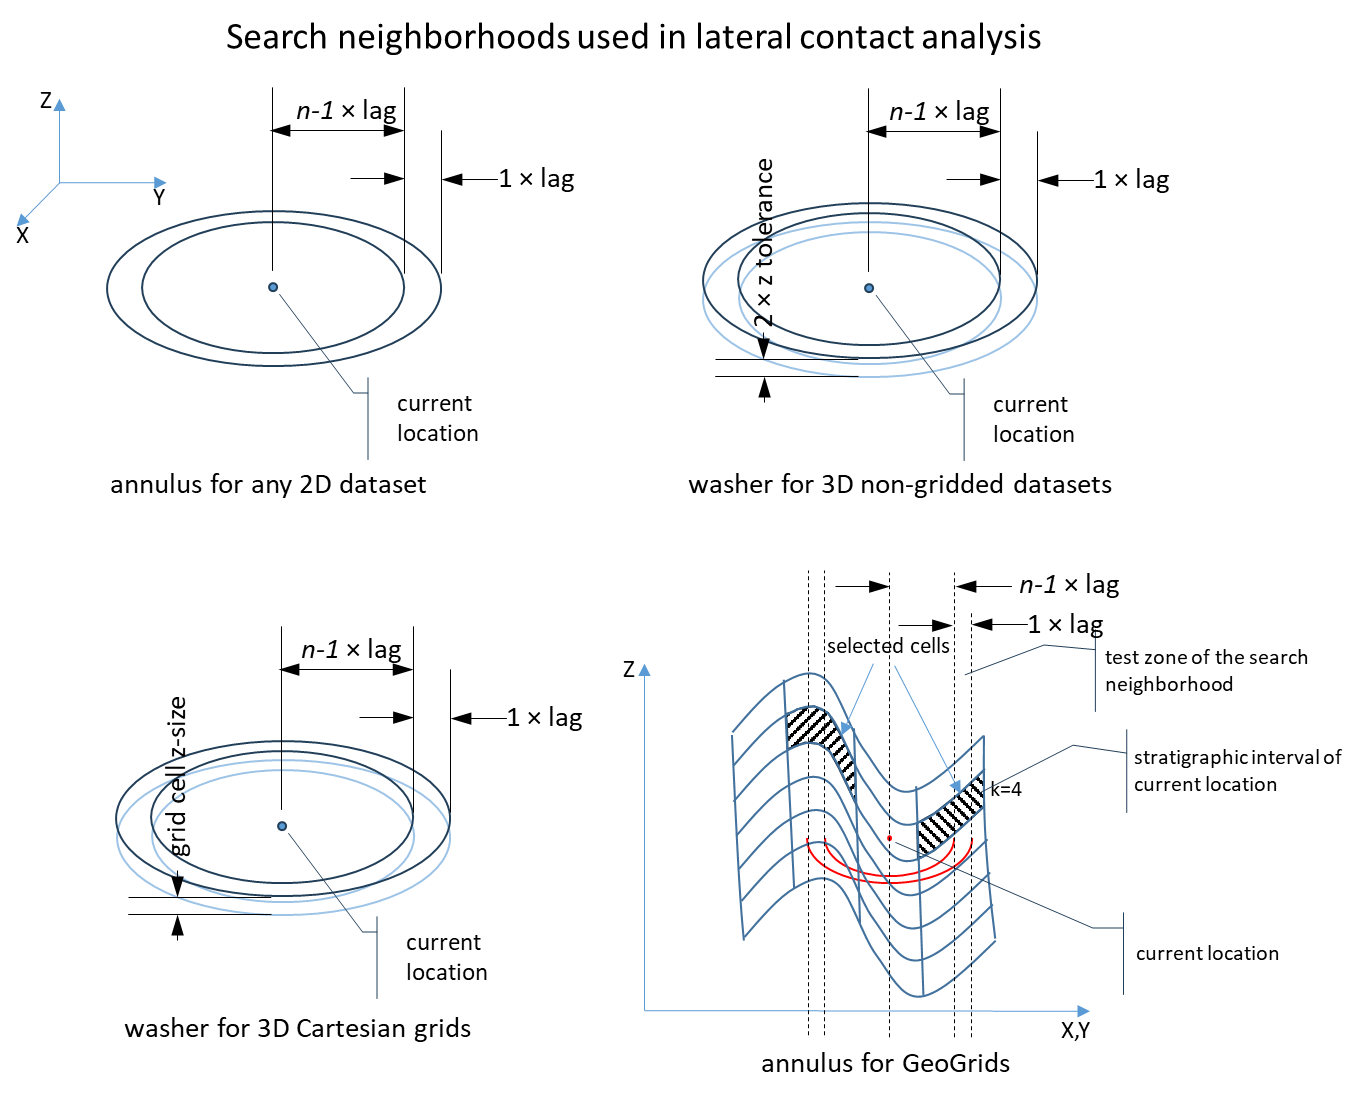 Search neighborhoods used in lateral contact analysis
Z
Y
X
n-1 × lag
1 × lag
current
location
annulus for any 2D dataset
n-1 × lag
1 × lag
2 × z tolerance
current
location
washer for 3D non-gridded datasets
n-1 × lag
1 × lag
grid cell z-size
current
location
washer for 3D Cartesian grids
n-1 × lag
1 × lag
selected cells
test zone of the search
neighborhood
Z
stratigraphic interval of
current location
k=4
current location
X,Y
annulus for GeoGrids